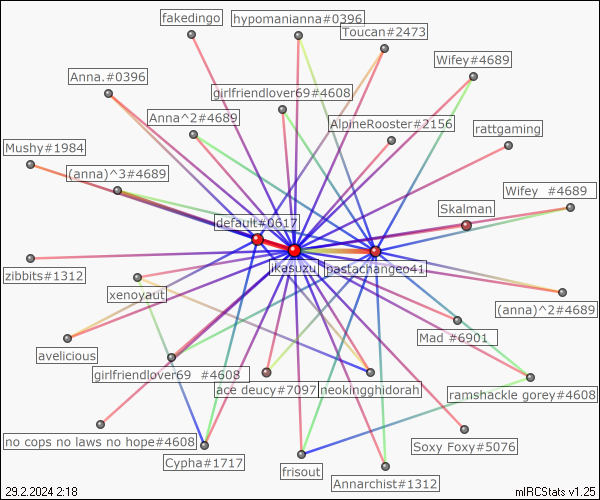 fakedingo
hypomanianna#0396
Toucan#2473
Wifey#4689
Anna.#0396
girlfriendlover69#4608
Anna^2#4689
AlpineRooster#2156
rattgaming
Mushy#1984
(anna)^3#4689
Wifey #4689
Skalman
default#0617
ikasuzu
pastachangeo41
zibbits#1312
xenoyaut
(anna)^2#4689
Mad #6901
avelicious
girlfriendlover69 #4608
ace deucy#7097
neokingghidorah
ramshackle gorey#4608
no cops no laws no hope#4608
Soxy Foxy#5076
Cypha#1717
frisout
Annarchist#1312
29.2.2024 2:18
mIRCStats v1.25